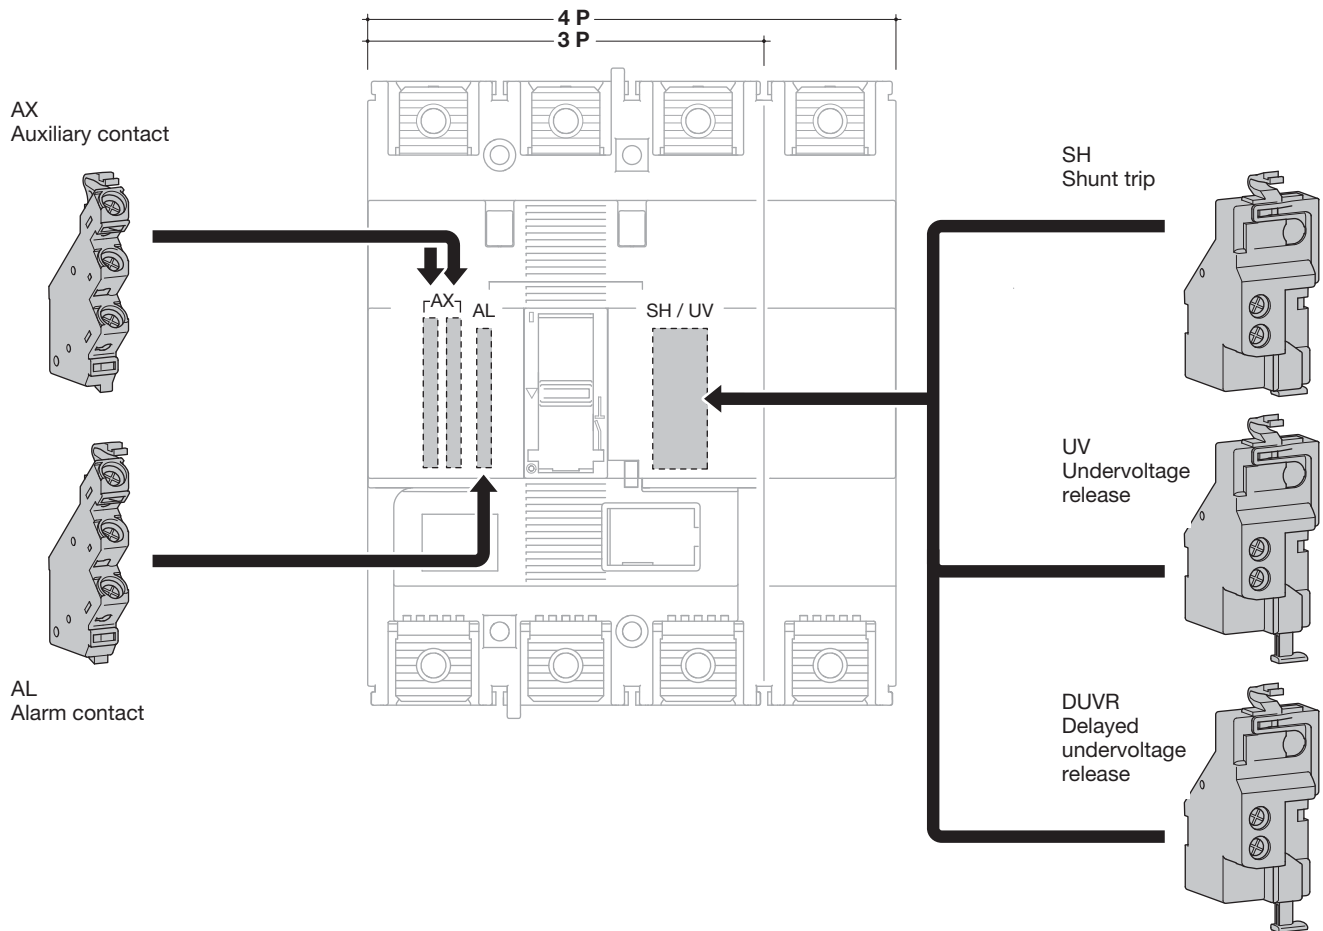 4 P
3 P
AX
Auxiliary contact
SH
Shunt trip
AX
AL
SH / UV
UV
Undervoltage
release
AL
Alarm contact
DUVR
Delayed
undervoltage
release